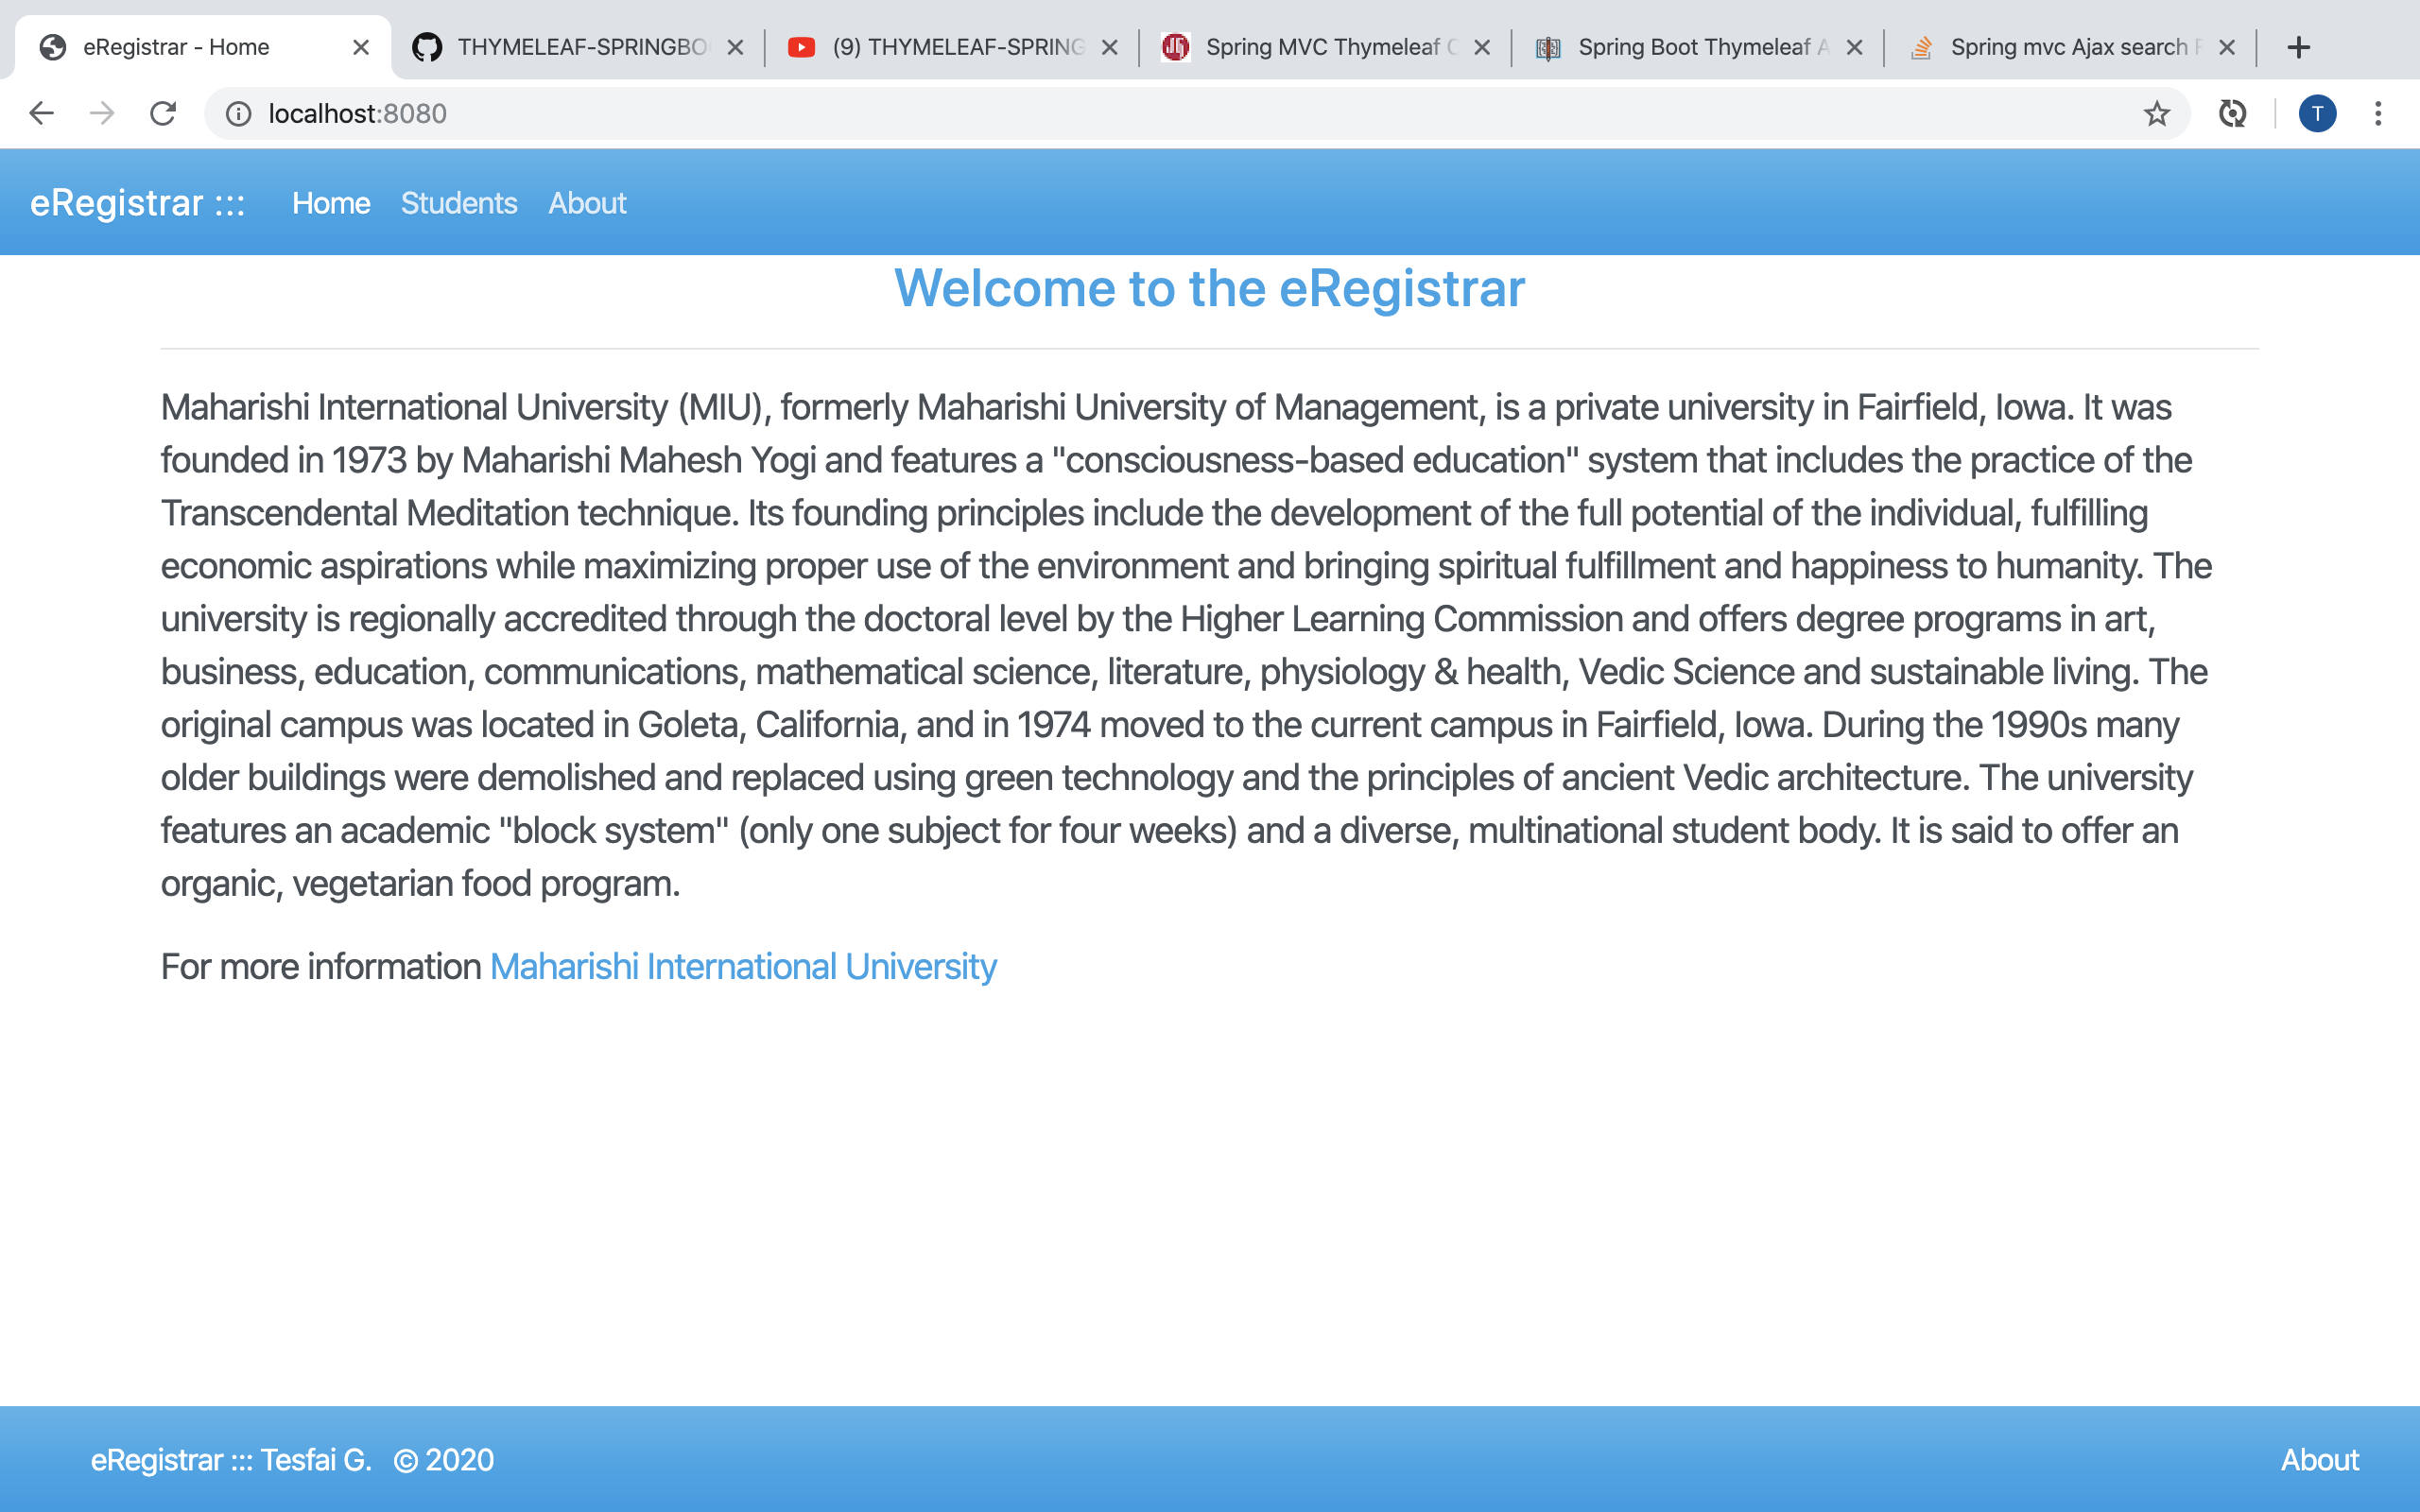 eRegistrar - Home
THYMELEAF-SPRINGBO
(9) THYMELEAF-SPRING
Spring MVC Thymeleaf
Spring Boot Thymeleaf A
Spring mvc Ajax search
localhost:8080
T
eRegistrar ::: Home Students About
Welcome to the eRegistrar
Maharishi International University (MIU), formerly Maharishi University of Management, is a private university in Fairfield, Iowa. It was
founded in 1973 by Maharishi Mahesh Yogi and features a "consciousness-based education" system that includes the practice of the
Transcendental Meditation technique. Its founding principles include the development of the full potential of the individual, fulfilling
economic aspirations while maximizing proper use of the environment and bringing spiritual fulfillment and happiness to humanity. The
university is regionally accredited through the doctoral level by the Higher Learning Commission and offers degree programs in art,
business, education, communications, mathematical science, literature, physiology & health, Vedic Science and sustainable living. The
original campus was located in Goleta, California, and in 1974 moved to the current campus in Fairfield, Iowa. During the 1990s many
older buildings were demolished and replaced using green technology and the principles of ancient Vedic architecture. The university
features an academic "block system" (only one subject for four weeks) and a diverse, multinational student body. It is said to offer an
organic, vegetarian food program.
For more information Maharishi International University
eRegistrar ::: Tesfai G. © 2020
About